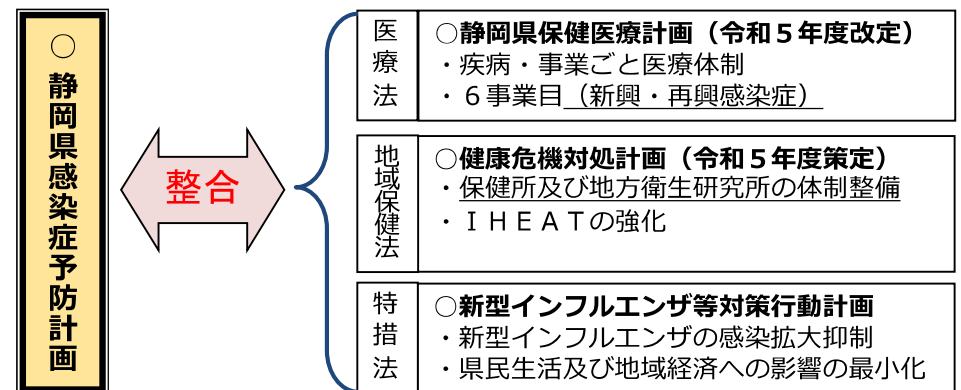 ○静岡県感染症予防計画
整合
医療法
○静岡県保健医療計画（令和５年度改定）
・疾病・事業ごと医療体制
・６事業目（新興・再興感染症）
地域保健法
○健康危機対処計画（令和５年度策定）
・保健所及び地方衛生研究所の体制整備
・ＩＨＥＡＴの強化
特措法
○新型インフルエンザ等対策行動計画
・新型インフルエンザの感染拡大抑制
・県民生活及び地域経済への影響の最小化